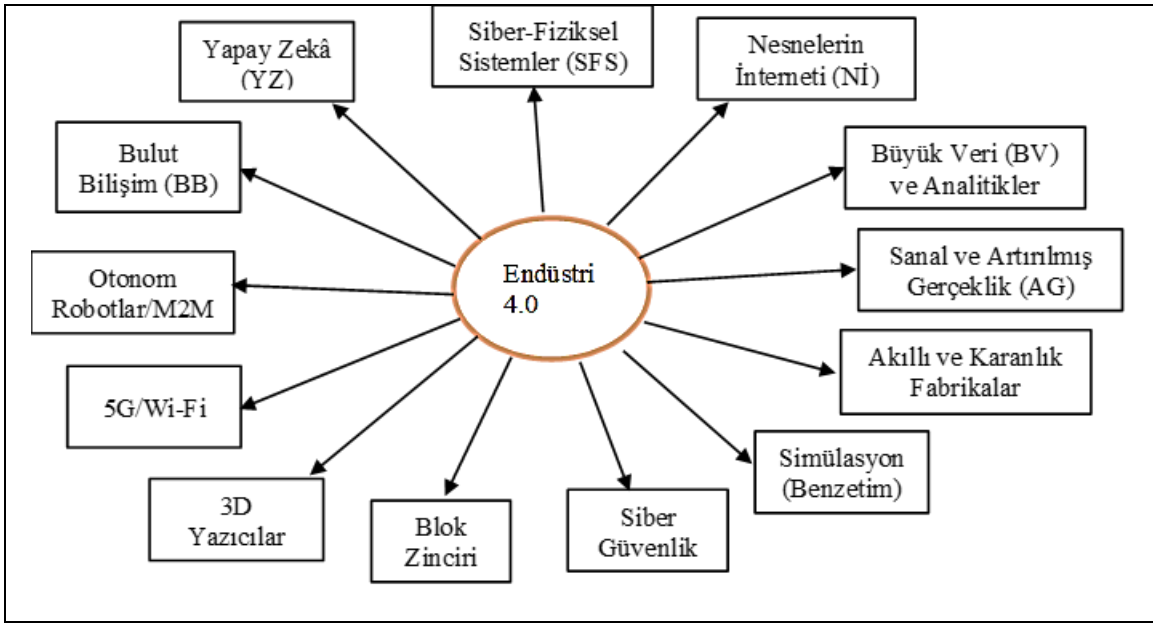 Siber-Fiziksel
Sistemler (SFS)
Yapay Zekâ
(YZ)
Nesnelerin
İnterneti (Nİ)
Bulut
Bilişim (BB)
Büyük Veri (BV)
ve Analitikler
Endüstri
4.0
Otonom
Robotlar/M2M
Sanal ve Artırılmış
Gerçeklik (AG)
5G/Wi-Fi
Akıllı ve Karanlık
Fabrikalar
3D
Yazıcılar
Blok
Zinciri
Siber
Güvenlik
Simülasyon
(Benzetim)